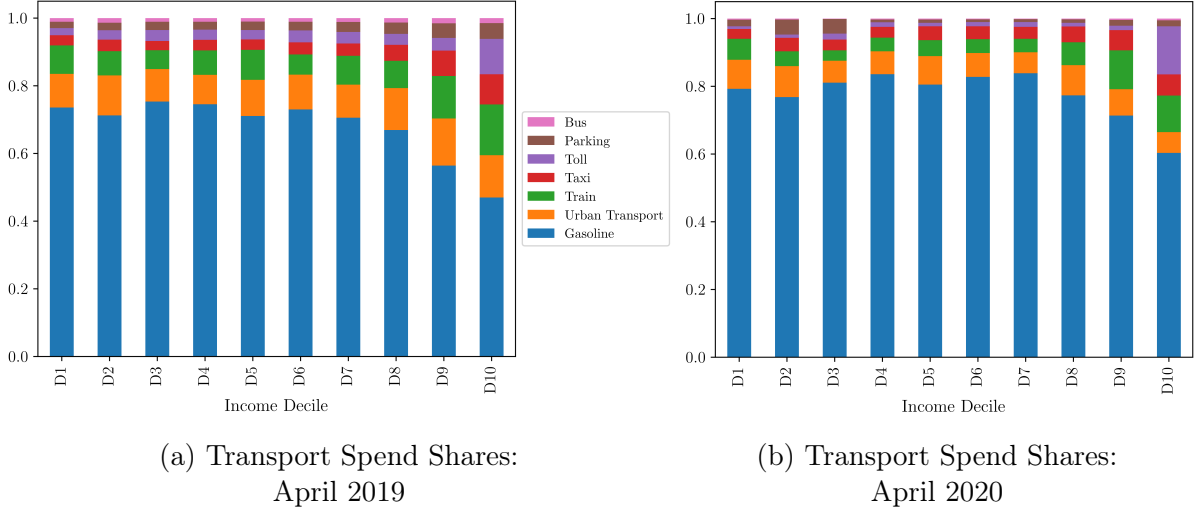 1.0
0.8
0.6
0.4
0.2
0.0
D1
D2
D3
D4
D5
D6
D7
D8
D9
D10
Income Decile
Bus
Parking
Toll
Taxi
Train
Urban Transport
Gasoline
1.0
0.8
0.6
0.4
0.2
0.0
D1
D2
D3
D4
D5
D6
D7
D8
D9
D10
Income Decile
(a) Transport Spend Shares:
April 2019
(b) Transport Spend Shares:
April 2020